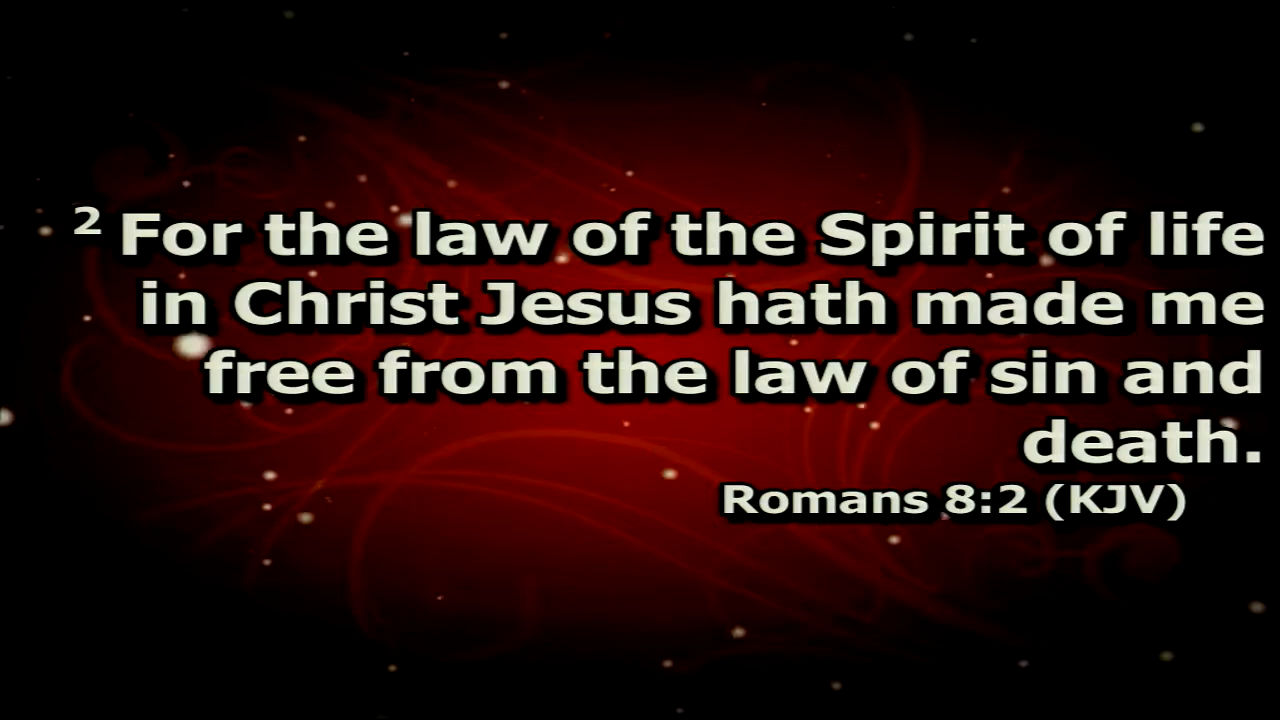 2 For the law of the Spirit of life
in Christ Jesus hath made me
free from the law of sin and
death.
Romans 8:2 (KJV)